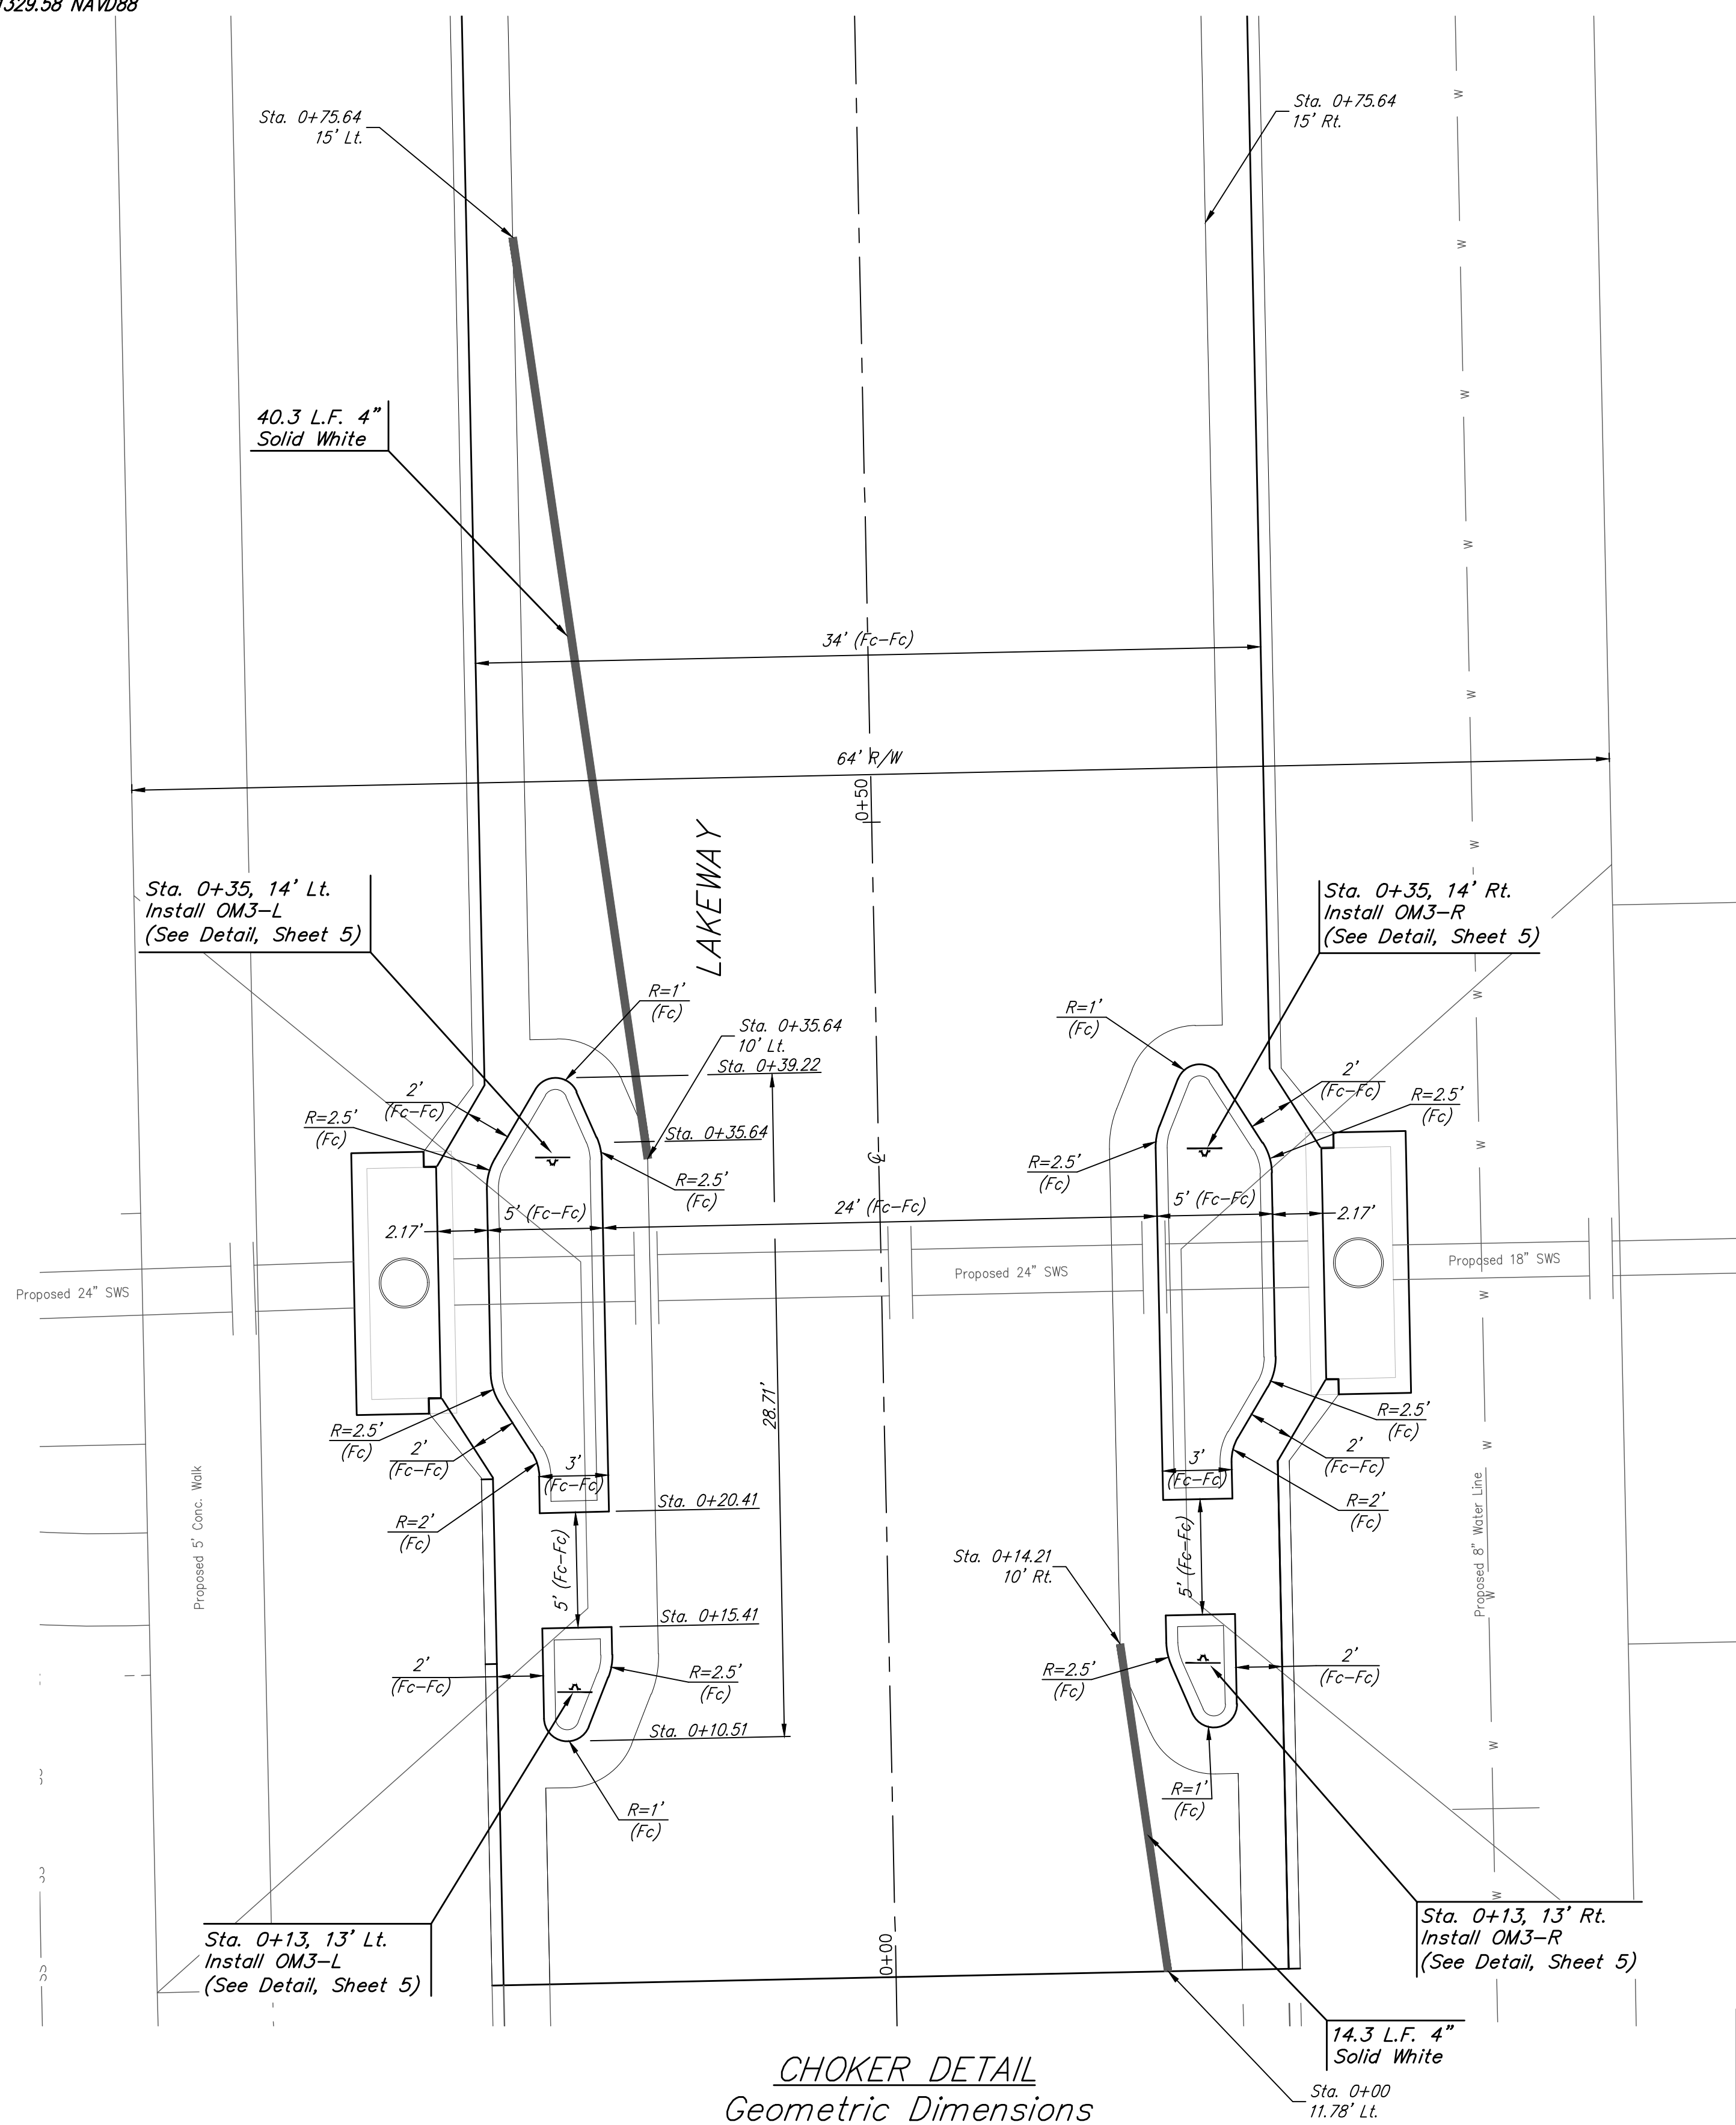 1329.58 NAVD88
Sta. 0+75.64
15' Lt.
Sta. 0+75.64
15' Rt.
W
W
W
40.3 L.F. 4"
Solid White
W
34' (Fc-Fc)
W
64' R/W
0+50
W
LAKEWAY
Sta. 0+35, 14' Lt.
Install OM3-L
(See Detail, Sheet 5)
Sta. 0+35, 14' Rt.
Install OM3-R
(See Detail, Sheet 5)
W
W
R=1'
(Fc)
R=1'
(Fc)
Sta. 0+35.64
10' Lt.
Sta. 0+39.22
2'
(Fc-Fc)
2'
(Fc-Fc)
R=2.5'
(Fc)
R=2.5'
(Fc)
Sta. 0+35.64
W
℄
R=2.5'
(Fc)
R=2.5'
(Fc)
2.17'
5' (Fc-Fc)
24' (Fc-Fc)
5' (Fc-Fc)
2.17'
Proposed 24" SWS
Proposed 24" SWS
Proposed 18" SWS
W
28.71'
R=2.5'
(Fc)
2'
(Fc-Fc)
R=2.5'
(Fc)
2'
(Fc-Fc)
W
3'
(Fc-Fc)
3'
(Fc-Fc)
Sta. 0+20.41
R=2'
(Fc)
R=2'
(Fc)
Proposed 5' Conc. Walk
5' (Fc-Fc)
5' (Fc-Fc)
Proposed 8" Water Line
W
Sta. 0+14.21
10' Rt.
Sta. 0+15.41
2'
(Fc-Fc)
R=2.5'
(Fc)
R=2.5'
(Fc)
2'
(Fc-Fc)
Sta. 0+10.51
W
R=1'
(Fc)
R=1'
(Fc)
W
Sta. 0+13, 13' Lt.
Install OM3-L
(See Detail, Sheet 5)
0+00
Sta. 0+13, 13' Rt.
Install OM3-R
(See Detail, Sheet 5)
SS
14.3 L.F. 4"
Solid White
Sta. 0+00
11.78' Lt.
CHOKER DETAIL
Geometric Dimensions